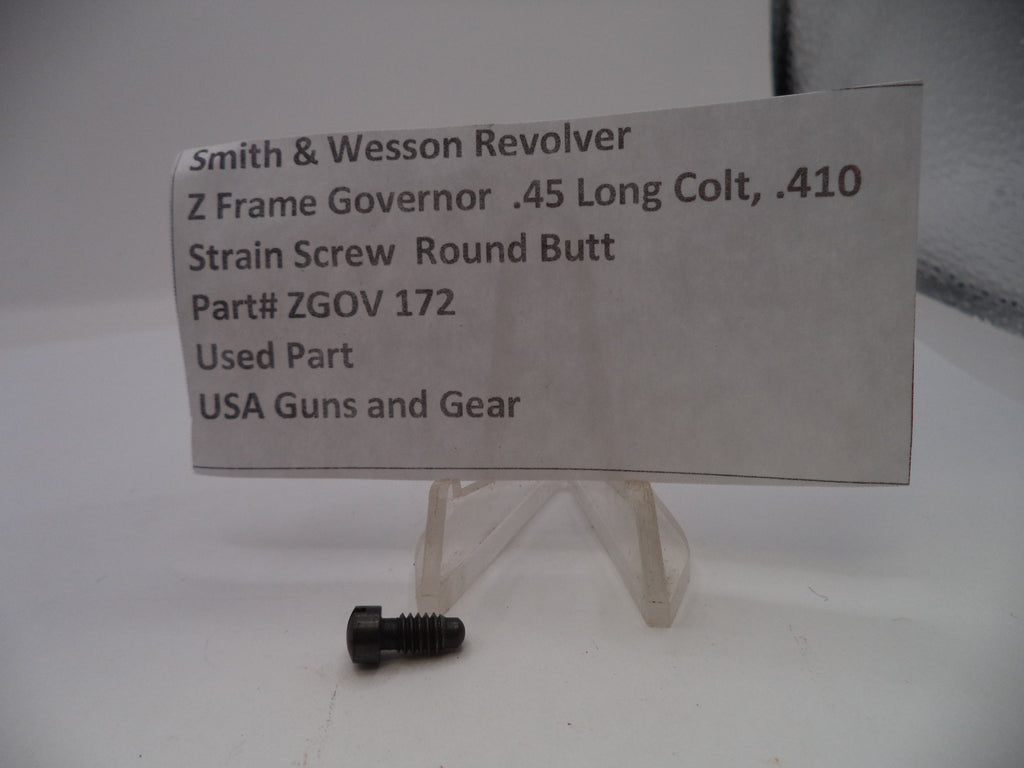 Smith & Wesson Revolver
Z Frame Governor .45 Long Colt, .410
Strain Screw Round Butt
Part# ZGOV 172
Used Part
USA Guns and Gear